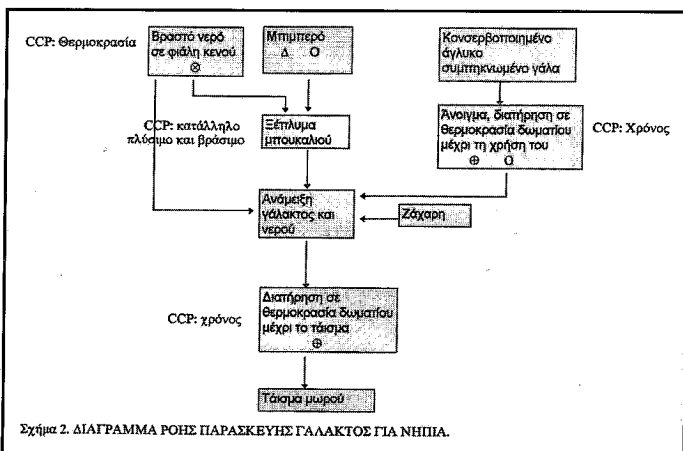 CCP: Θερμοκρασία
Βραστό νερό
σε φιάλη κενού
⊗
Μπιμπερό
Δ Ο
Κονσερβοποιημένο
άγλυκο
συμπηκνωμένο γάλα
CCP: κατάλληλο
πλύσιμο και βράσιμο
Ξέπλυμα
μπουκαλιού
Άνοιγμα, διατήρηση σε
θερμοκρασία δωματίου
μέχρι τη χρήση του
⊕ Ο
CCP: Χρόνος
Ανάμειξη
γάλακτος και
νερού
Ζάχαρη
CCP: χρόνος
Διατήρηση σε
θερμοκρασία δωματίου
μέχρι το τάισμα
⊕
Τάισμα μωρού
Σχήμα 2. ΔΙΑΓΡΑΜΜΑ ΡΟΗΣ ΠΑΡΑΣΚΕΥΗΣ ΓΑΛΑΚΤΟΣ ΓΙΑ ΝΗΠΙΑ.